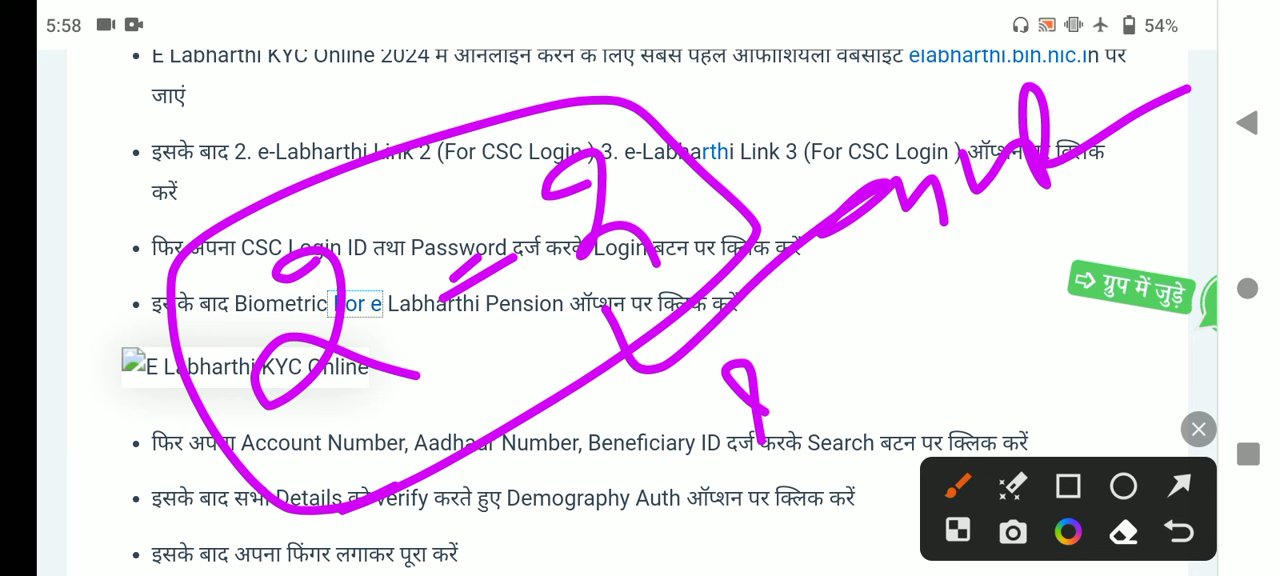 5:58 54%
E Labharthi KYC Online 2024 में ऑनलाइन करने के लिए सबसे पहले ऑफिशियली वेबसाइट elabharthi.bih.nic.in पर
जाएं
इसके बाद 2. e-Labharthi Link 2 (For CSC Login ) 3. e-Labharthi Link 3 (For CSC Login ) ऑप्शन पर क्लिक
करें
फिर अपना CSC Login ID तथा Password दर्ज करके Login बटन पर क्लिक करें
इसके बाद Biometric For e Labharthi Pension ऑप्शन पर क्लिक करें
ग्रुप में जुड़े
E Labharthi KYC Online
फिर अपना Account Number, Aadhaar Number, Beneficiary ID दर्ज करके Search बटन पर क्लिक करें
इसके बाद सभी Details को verify करते हुए Demography Auth ऑप्शन पर क्लिक करें
इसके बाद अपना फिंगर लगाकर पूरा करें